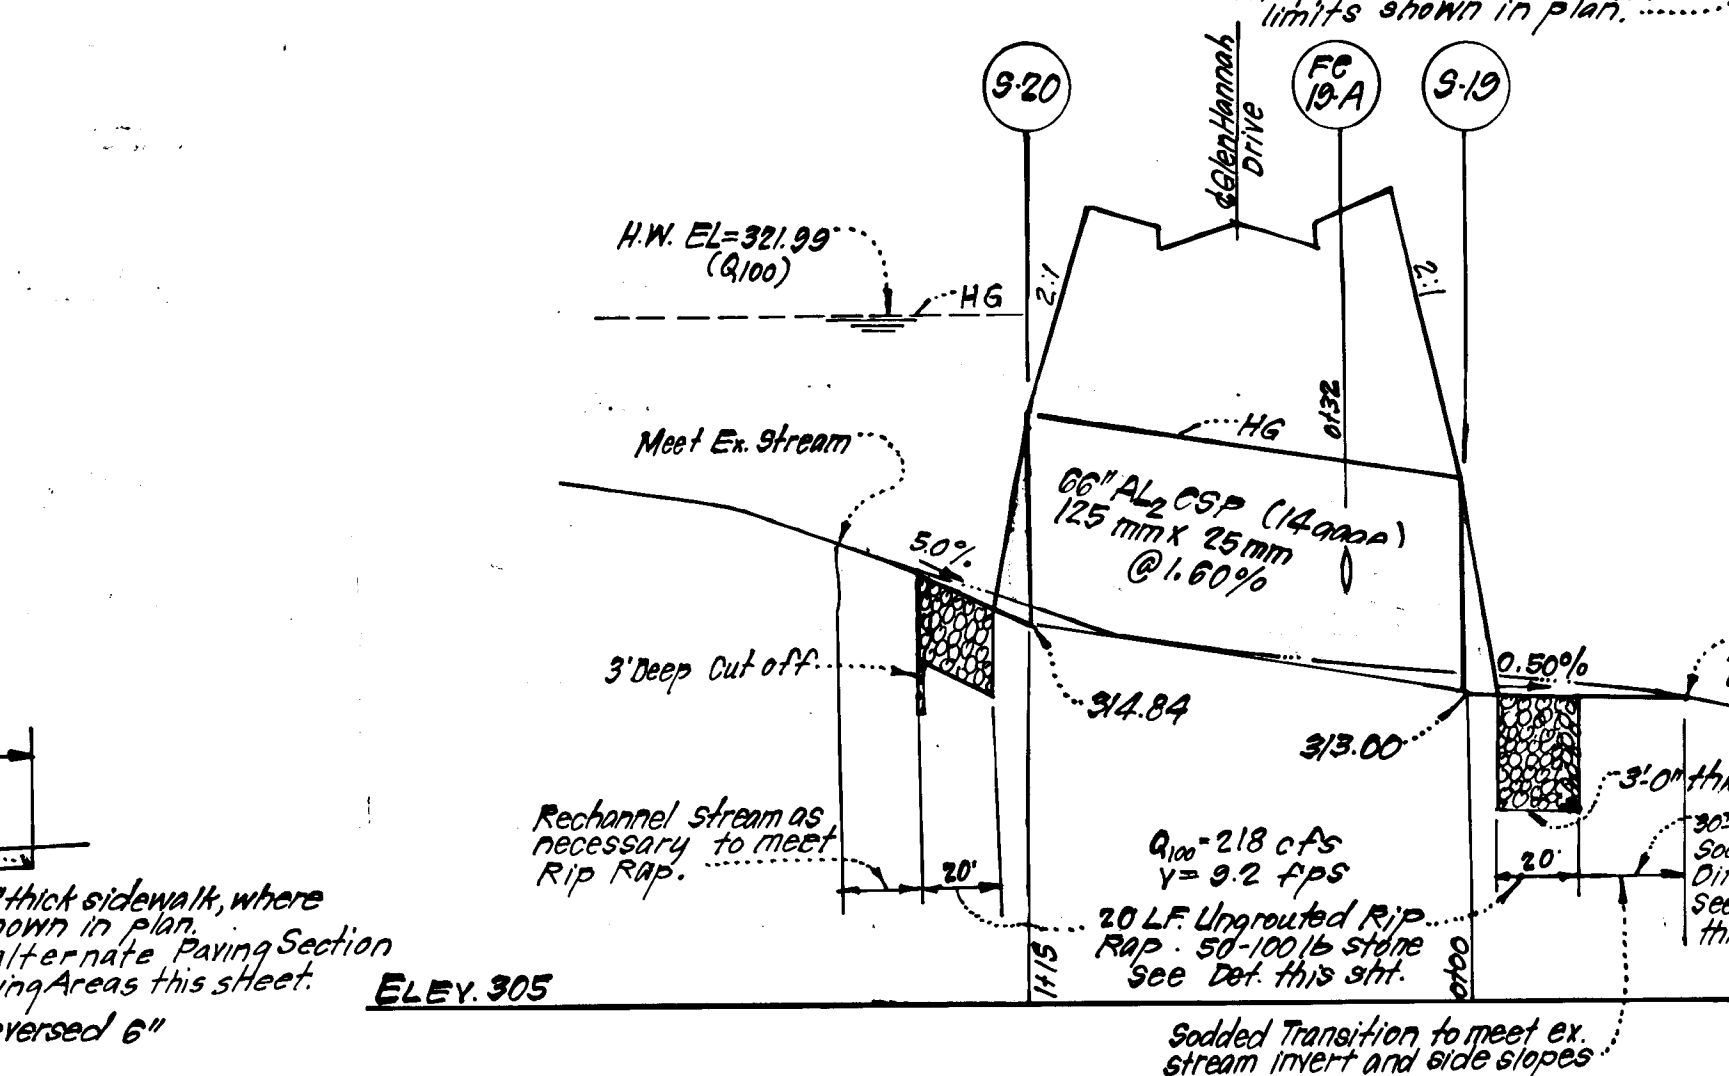 limits shown in plan.
S-20
℄ Glen Hannah
Drive
FC
19-A
S-19
H.W. EL=321.99
(Q100)
HG
2:1
2:1
Meet Ex. Stream
0+32
HG
66" AL2 CSP (14 gage)
125 mm x 25 mm
@ 1.60%
5.0%
3' Deep Cut off
314.84
0.50%
313.00
3'-0"
Rechannel stream as
necessary to meet
Rip Rap.
20'
Q100 = 218 cfs
V = 9.2 fps
20'
20 LF. Ungrouted Rip
Rap. 50-100 lb stone
See Det. this sht.
1+15
0+00
see
thick sidewalk, where
in plan.
alternate Paving Section
Areas this sheet.
6"
ELEV. 305
Sodded Transition to meet ex.
stream invert and side slopes